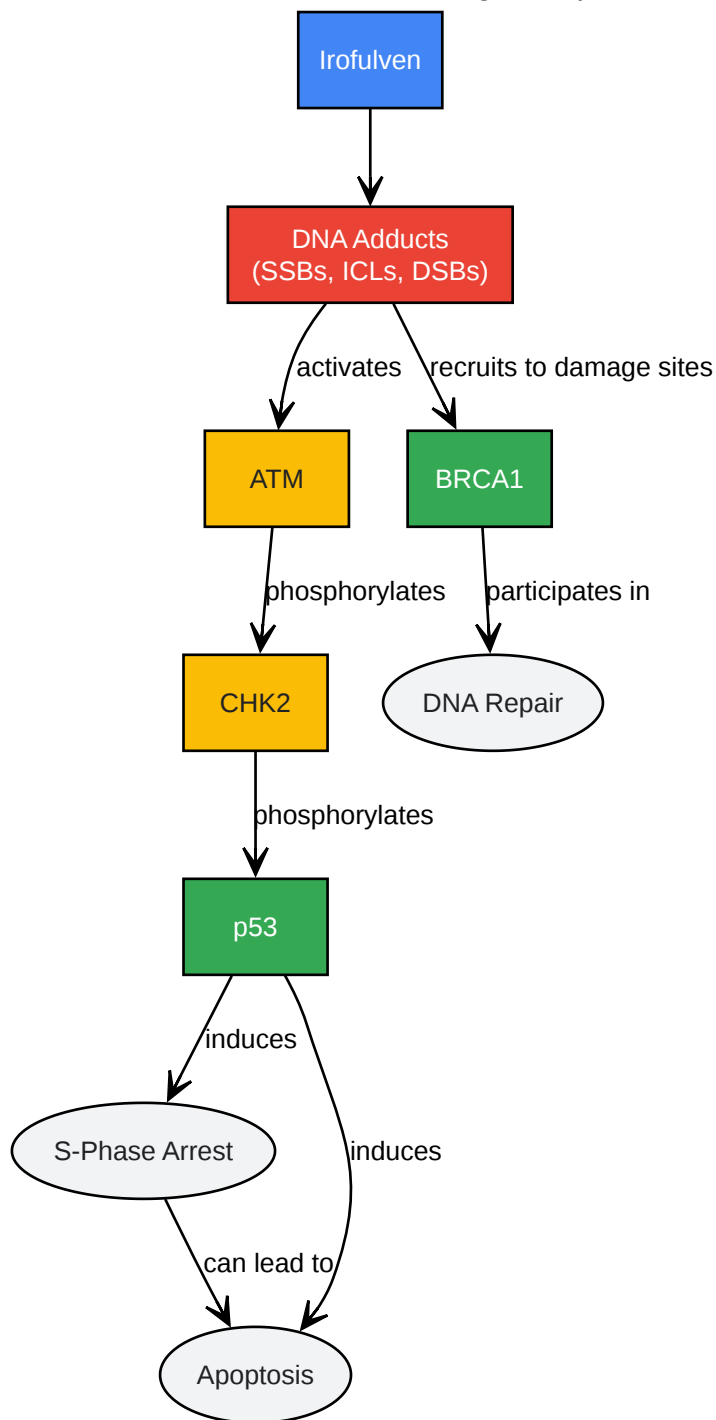 Irofulven
DNA Adducts
(SSBs, ICLs, DSBs)
activates
recruits to damage sites
ATM
BRCA1
phosphorylates
participates in
CHK2
DNA Repair
phosphorylates
p53
induces
S-Phase Arrest
induces
can lead to
Apoptosis